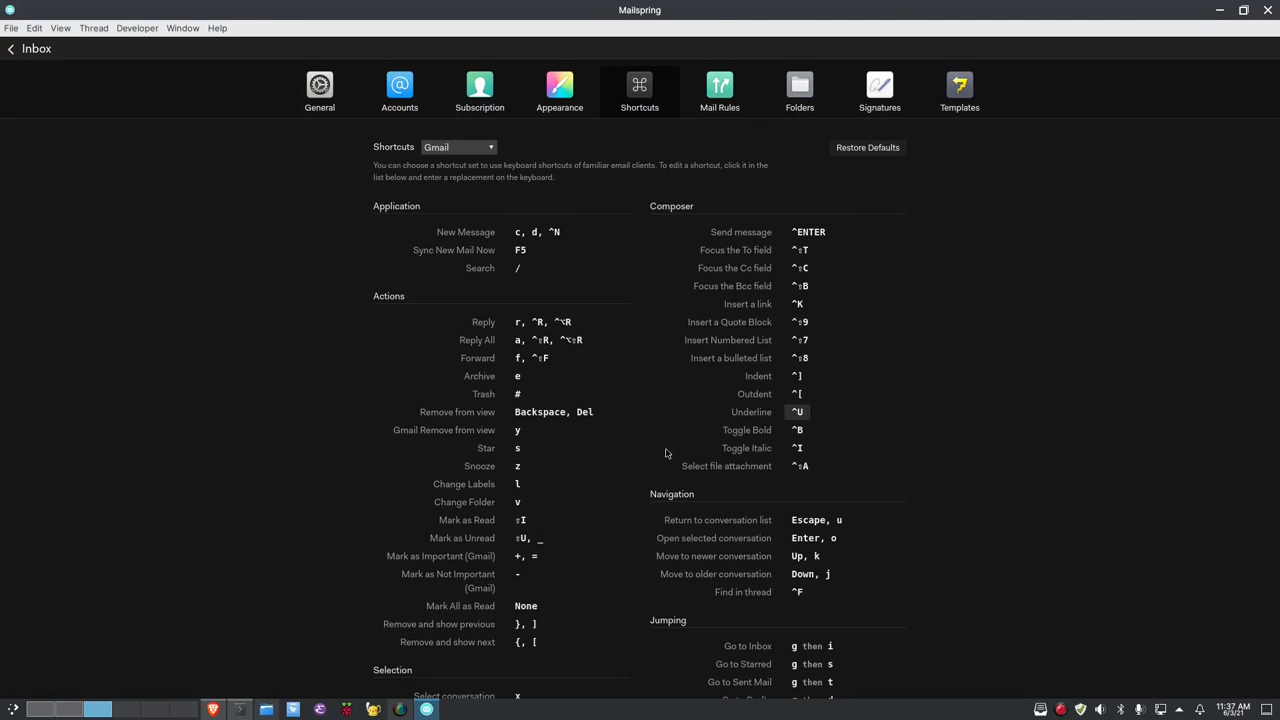 Mailspring
File Edit View Thread Developer Window Help
Inbox
General Accounts Subscription Appearance Shortcuts Mail Rules Folders Signatures Templates
Shortcuts Gmail Restore Defaults
You can choose a shortcut set to use keyboard shortcuts of familiar email clients. To edit a shortcut, click it in the
list below and enter a replacement on the keyboard.
Application
New Message c, d, ^N
Sync New Mail Now F5
Search /
Actions
Reply r, ^R, ^⌥R
Reply All a, ^⇧R, ^⌥⇧R
Forward f, ^⇧F
Archive e
Trash #
Remove from view Backspace, Del
Gmail Remove from view y
Star s
Snooze z
Change Labels l
Change Folder v
Mark as Read ⇧I
Mark as Unread ⇧U, _
Mark as Important (Gmail) +, =
Mark as Not Important -
(Gmail)
Mark All as Read None
Remove and show previous }, ]
Remove and show next {, [
Selection
Select conversation x
Composer
Send message ^ENTER
Focus the To field ^⇧T
Focus the Cc field ^⇧C
Focus the Bcc field ^⇧B
Insert a link ^K
Insert a Quote Block ^⇧9
Insert Numbered List ^⇧7
Insert a bulleted list ^⇧8
Indent ^]
Outdent ^[
Underline ^U
Toggle Bold ^B
Toggle Italic ^I
Select file attachment ^⇧A
Navigation
Return to conversation list Escape, u
Open selected conversation Enter, o
Move to newer conversation Up, k
Move to older conversation Down, j
Find in thread ^F
Jumping
Go to Inbox g then i
Go to Starred g then s
Go to Sent Mail g then t
11:37 AM
6/3/21